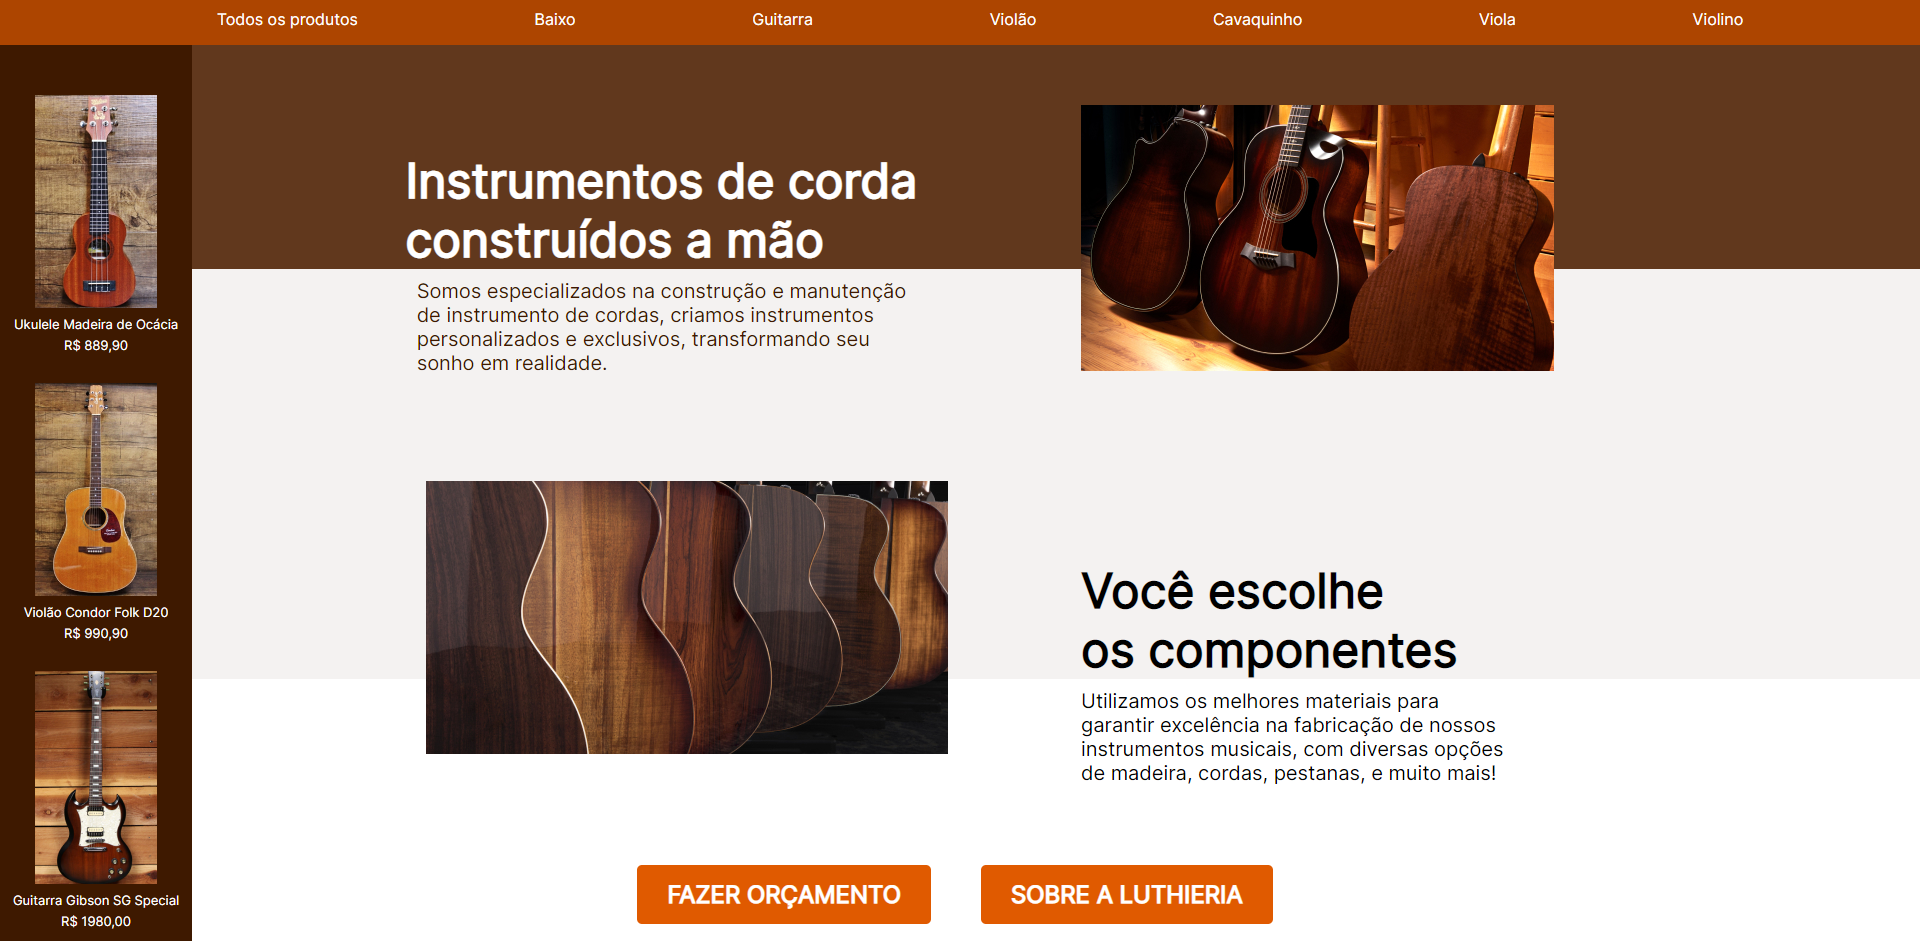 Todos os produtos Baixo Guitarra Violão Cavaquinho Viola Violino
Ukulele Madeira de Ocácia
R$ 889,90
Violão Condor Folk D20
R$ 990,90
Guitarra Gibson SG Special
R$ 1980,00
Instrumentos de corda
construídos a mão
Somos especializados na construção e manutenção
de instrumento de cordas, criamos instrumentos
personalizados e exclusivos, transformando seu
sonho em realidade.
Você escolhe
os componentes
Utilizamos os melhores materiais para
garantir excelência na fabricação de nossos
instrumentos musicais, com diversas opções
de madeira, cordas, pestanas, e muito mais!
FAZER ORÇAMENTO
SOBRE A LUTHIERIA